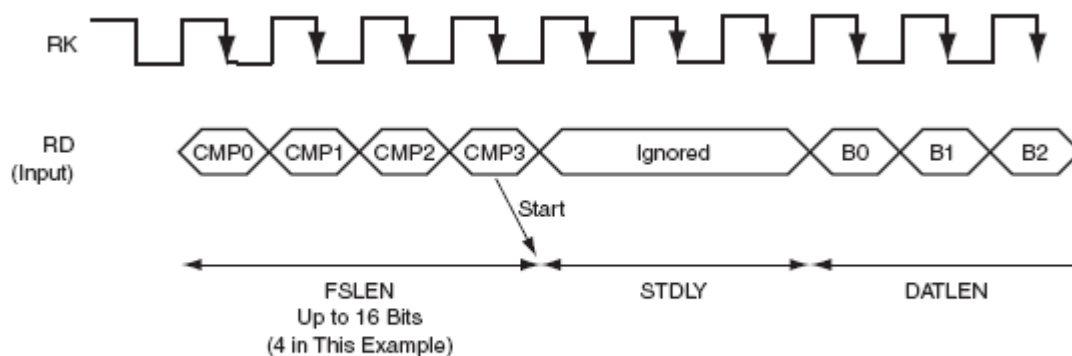 RK
RD
(Input)
CMP0 CMP1 CMP2 CMP3 Ignored B0 B1 B2
Start
FSLEN STDLY DATLEN
Up to 16 Bits
(4 in This Example)